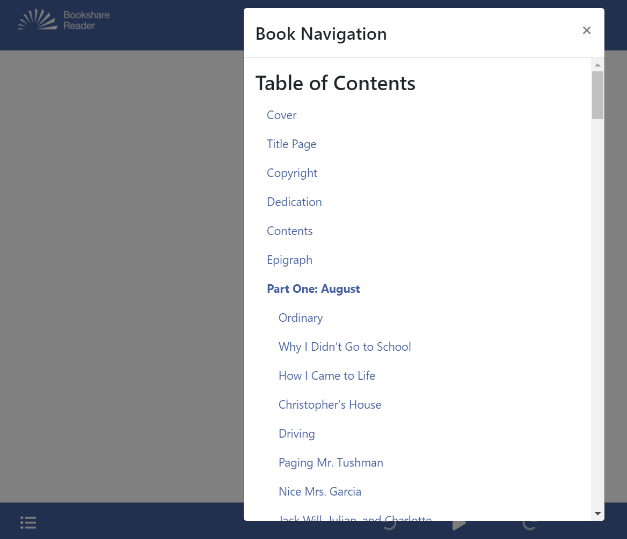 Bookshare
Reader
Book Navigation
×
Table of Contents
Cover
Title Page
Copyright
Dedication
Contents
Epigraph
Part One: August
Ordinary
Why I Didn't Go to School
How I Came to Life
Christopher's House
Driving
Paging Mr. Tushman
Nice Mrs. Garcia
Jack Will, Julian, and Charlotte